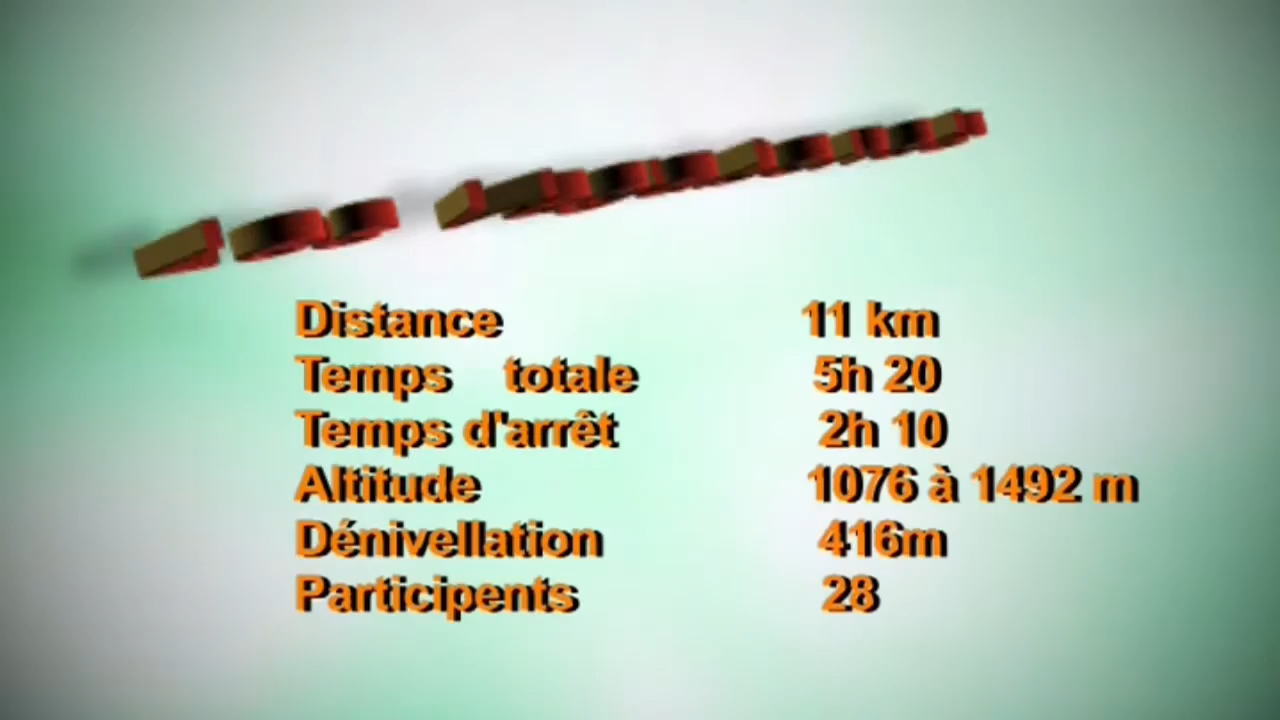 Distance 11 km
Temps totale 5h 20
Temps d'arrêt 2h 10
Altitude 1076 à 1492 m
Dénivellation 416m
Participents 28